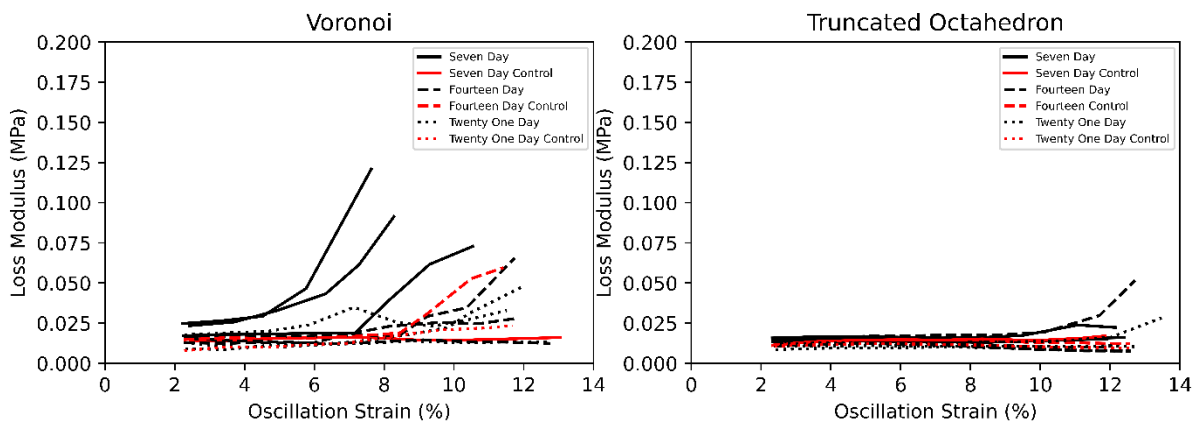 Voronoi
0.200
0.175
0.150
0.125
0.100
0.075
0.050
0.025
0.000
Loss Modulus (MPa)
0 2 4 6 8 10 12 14
Oscillation Strain (%)
Seven Day
Seven Day Control
Fourteen Day
Fourteen Day Control
Twenty One Day
Twenty One Day Control
Truncated Octahedron
0.200
0.175
0.150
0.125
0.100
0.075
0.050
0.025
0.000
Loss Modulus (MPa)
0 2 4 6 8 10 12 14
Oscillation Strain (%)
Seven Day
Seven Day Control
Fourteen Day
Fourteen Control
Twenty One Day
Twenty One Day Control